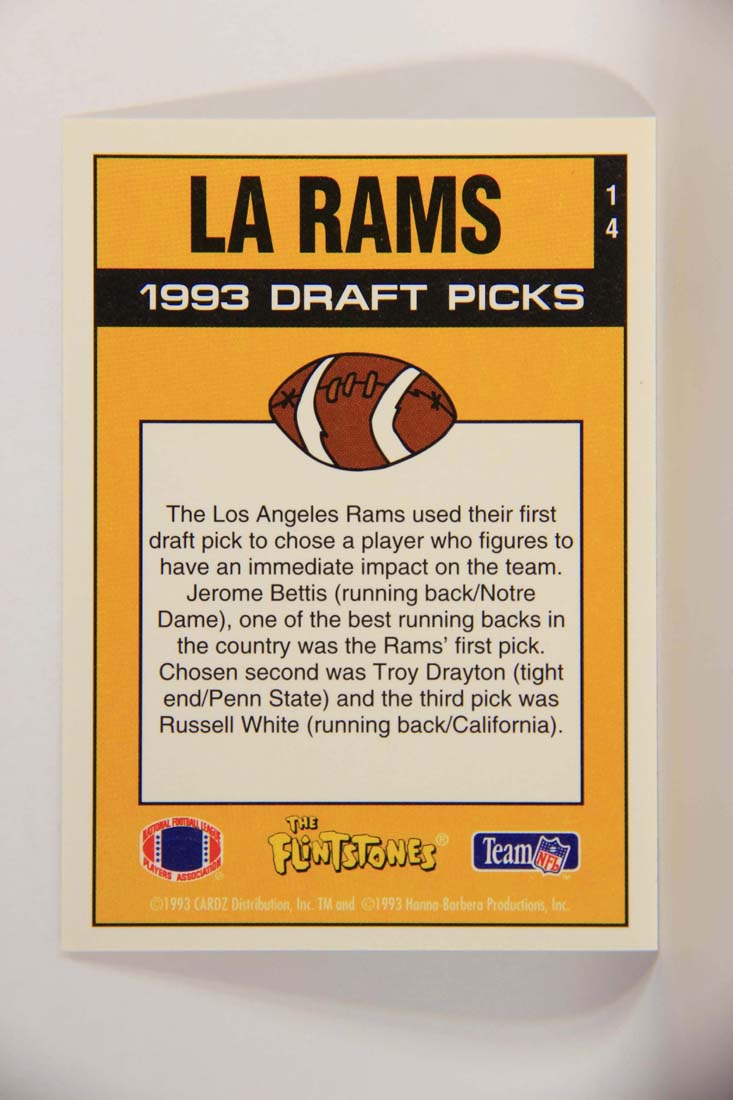 LA RAMS
14
1993 DRAFT PICKS
The Los Angeles Rams used their first
draft pick to chose a player who figures to
have an immediate impact on the team.
Jerome Bettis (running back/Notre
Dame), one of the best running backs in
the country was the Rams' first pick.
Chosen second was Troy Drayton (tight
end/Penn State) and the third pick was
Russell White (running back/California).
NATIONAL FOOTBALL LEAGUE
PLAYERS ASSOCIATION
®
THE
FLINTSTONES®
Team NFL
TM
©1993 CARDZ Distribution, Inc. TM and ©1993 Hanna-Barbera Productions, Inc.